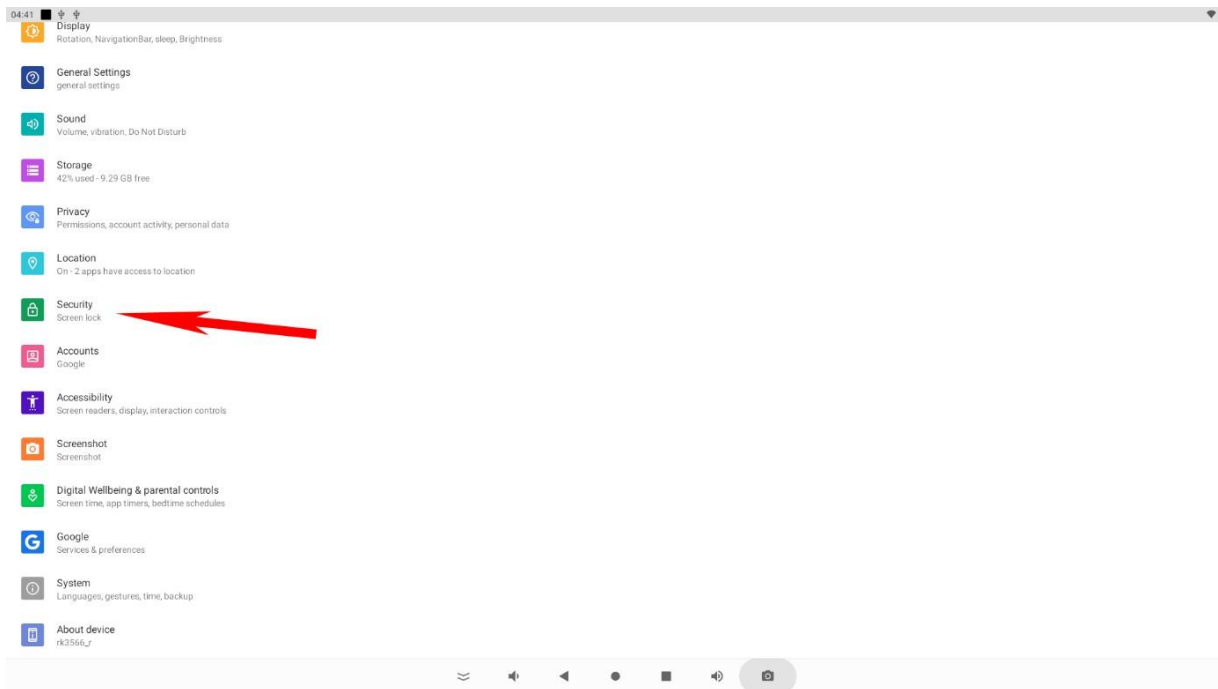 04:41
Display
Rotation, NavigationBar, sleep, Brightness
General Settings
general settings
Sound
Volume, vibration, Do Not Disturb
Storage
42% used - 9.29 GB free
Privacy
Permissions, account activity, personal data
Location
On - 2 apps have access to location
Security
Screen lock
Accounts
Google
Accessibility
Screen readers, display, interaction controls
Screenshot
Screenshot
Digital Wellbeing & parental controls
Screen time, app timers, bedtime schedules
Google
Services & preferences
System
Languages, gestures, time, backup
About device
rk3566_r